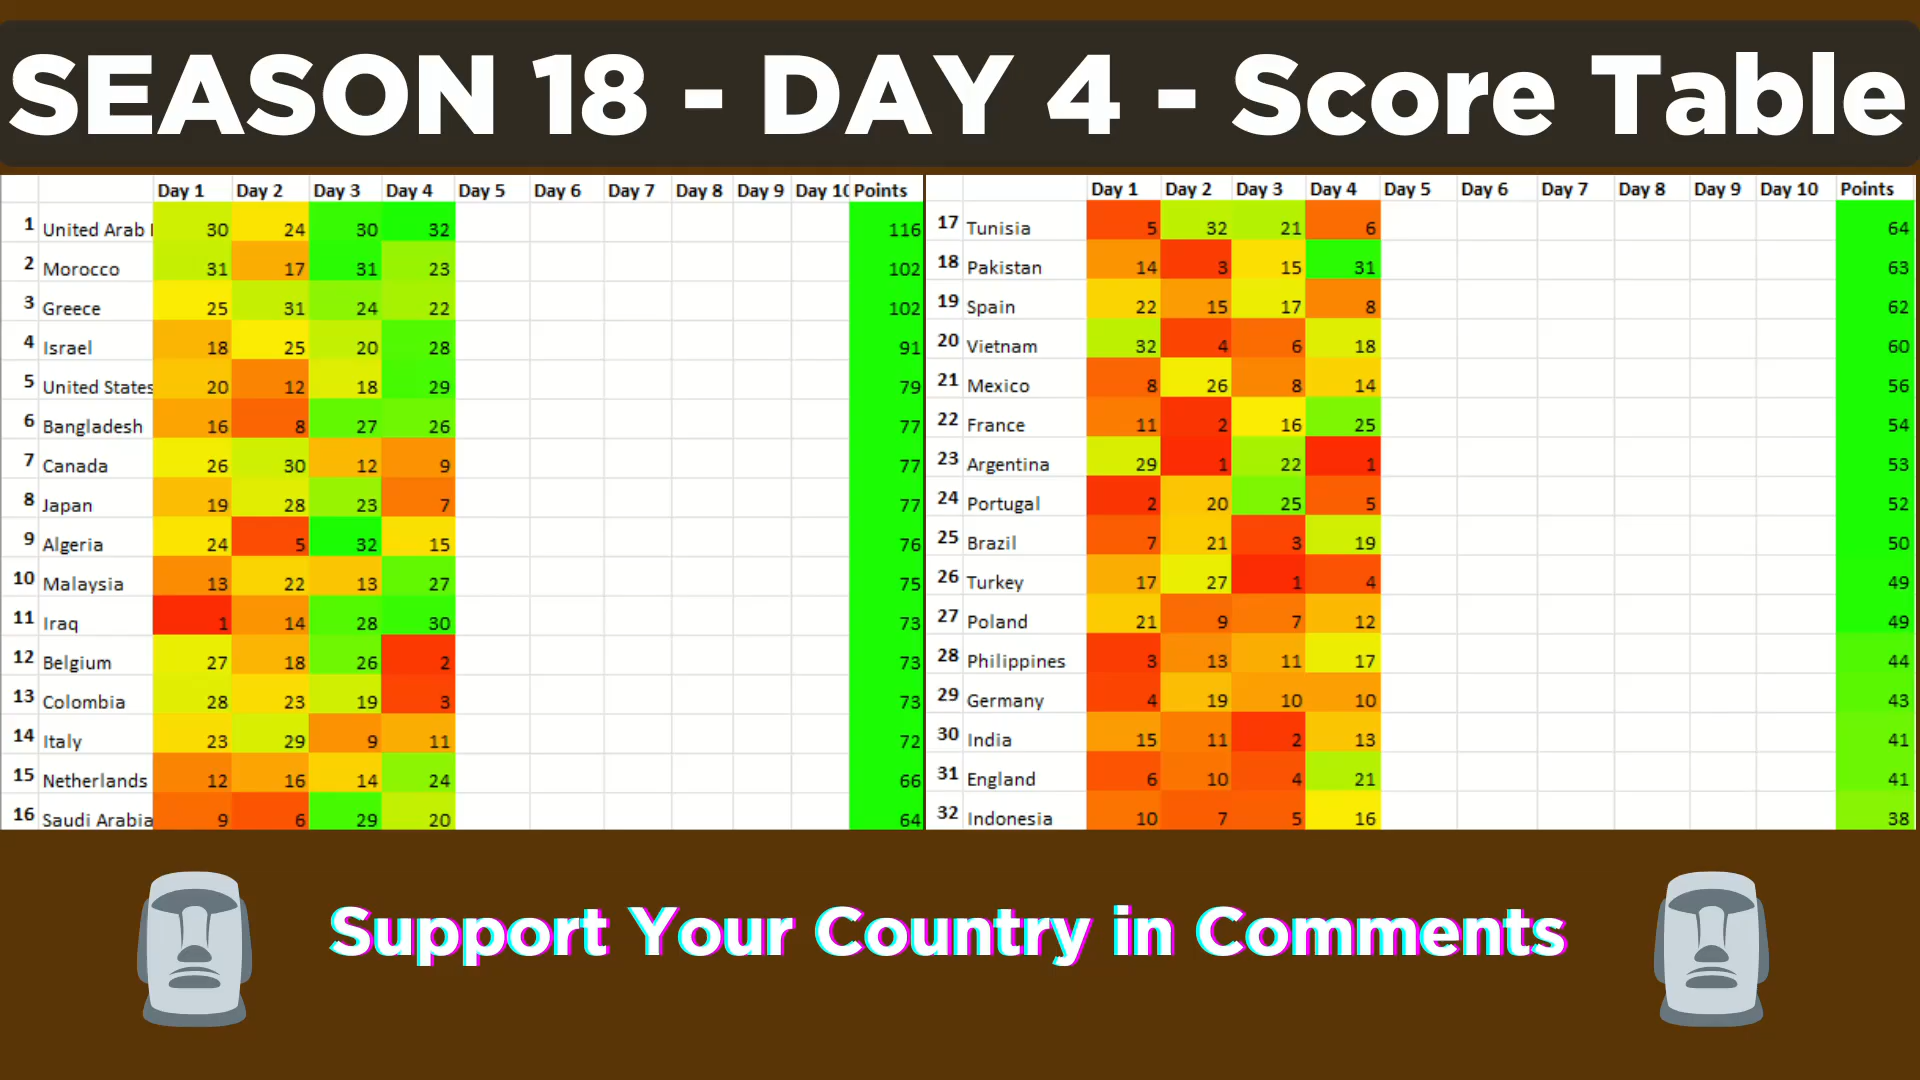 SEASON 18 - DAY 4 - Score Table
Day 1 Day 2 Day 3 Day 4 Day 5 Day 6 Day 7 Day 8 Day 9 Day 10 Points
1 United Arab 30 24 30 32 116
2 Morocco 31 17 31 23 102
3 Greece 25 31 24 22 102
4 Israel 18 25 20 28 91
5 United States 20 12 18 29 79
6 Bangladesh 16 8 27 26 77
7 Canada 26 30 12 9 77
8 Japan 19 28 23 7 77
9 Algeria 24 5 32 15 76
10 Malaysia 13 22 13 27 75
11 Iraq 1 14 28 30 73
12 Belgium 27 18 26 2 73
13 Colombia 28 23 19 3 73
14 Italy 23 29 9 11 72
15 Netherlands 12 16 14 24 66
16 Saudi Arabia 9 6 29 20 64
Day 1 Day 2 Day 3 Day 4 Day 5 Day 6 Day 7 Day 8 Day 9 Day 10 Points
17 Tunisia 5 32 21 6 64
18 Pakistan 14 3 15 31 63
19 Spain 22 15 17 8 62
20 Vietnam 32 4 6 18 60
21 Mexico 8 26 8 14 56
22 France 11 2 16 25 54
23 Argentina 29 1 22 1 53
24 Portugal 2 20 25 5 52
25 Brazil 7 21 3 19 50
26 Turkey 17 27 1 4 49
27 Poland 21 9 7 12 49
28 Philippines 3 13 11 17 44
29 Germany 4 19 10 10 43
30 India 15 11 2 13 41
31 England 6 10 4 21 41
32 Indonesia 10 7 5 16 38
Support Your Country in Comments